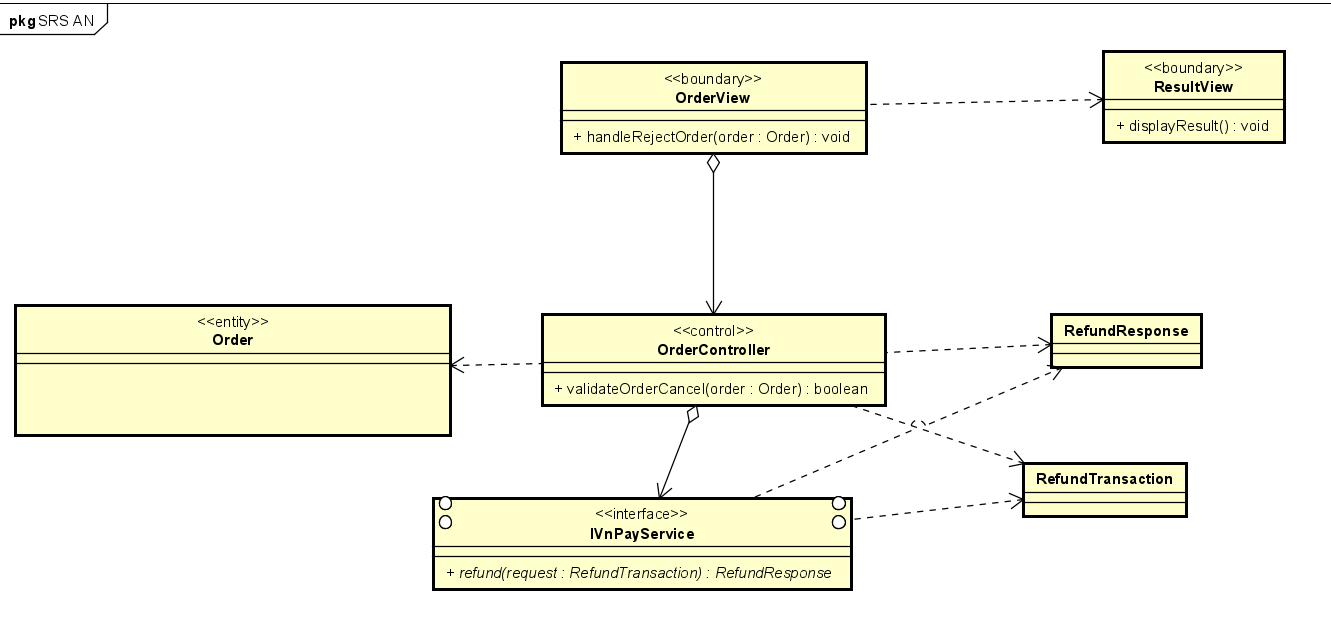 pkg SRS AN
<<boundary>>
OrderView
+ handleRejectOrder(order : Order) : void
<<boundary>>
ResultView
+ displayResult() : void
<<entity>>
Order
<<control>>
OrderController
+ validateOrderCancel(order : Order) : boolean
RefundResponse
RefundTransaction
<<interface>>
IVnPayService
+ refund(request : RefundTransaction) : RefundResponse